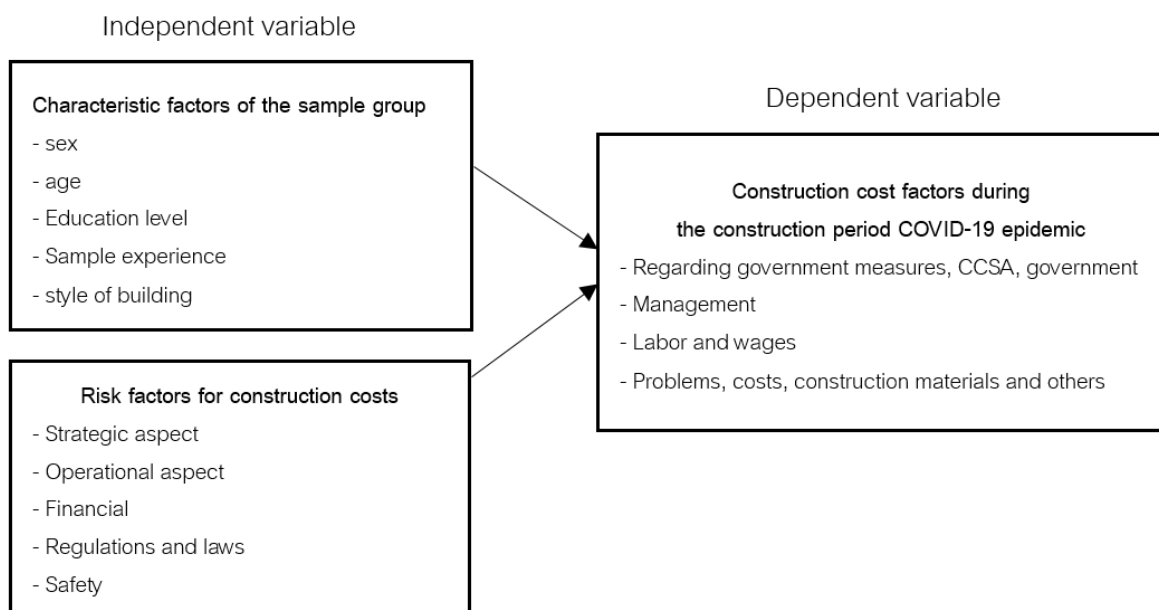 Independent variable
Characteristic factors of the sample group
- sex
- age
- Education level
- Sample experience
- style of building
Risk factors for construction costs
- Strategic aspect
- Operational aspect
- Financial
- Regulations and laws
- Safety
Dependent variable
Construction cost factors during
the construction period COVID-19 epidemic
- Regarding government measures, CCSA, government
- Management
- Labor and wages
- Problems, costs, construction materials and others